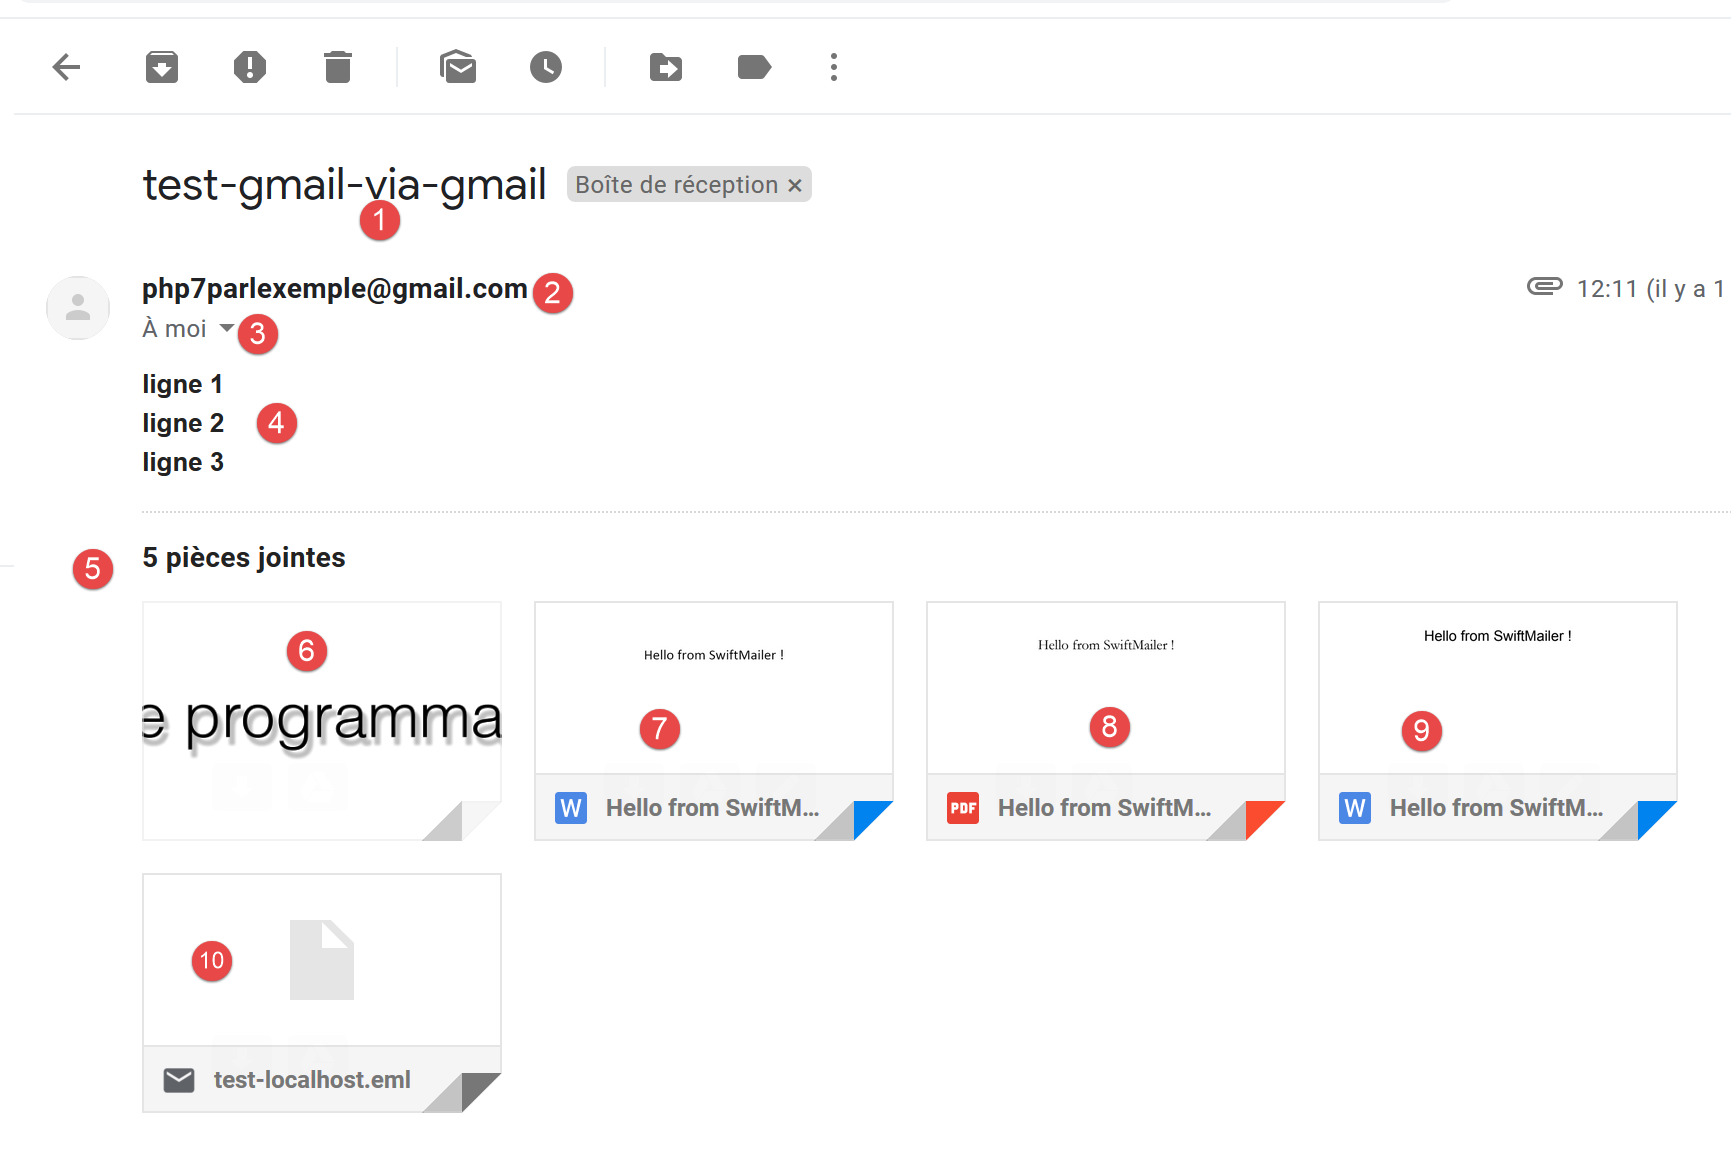 test-gmail-via-gmail Boîte de réception ×
1
php7parlexemple@gmail.com 2 12:11 (il y a 1
À moi 3
ligne 1
ligne 2 4
ligne 3
5 5 pièces jointes
6
e programma
Hello from SwiftMailer !
7
W Hello from SwiftM...
Hello from SwiftMailer !
8
PDF Hello from SwiftM...
Hello from SwiftMailer !
9
W Hello from SwiftM...
10
test-localhost.eml